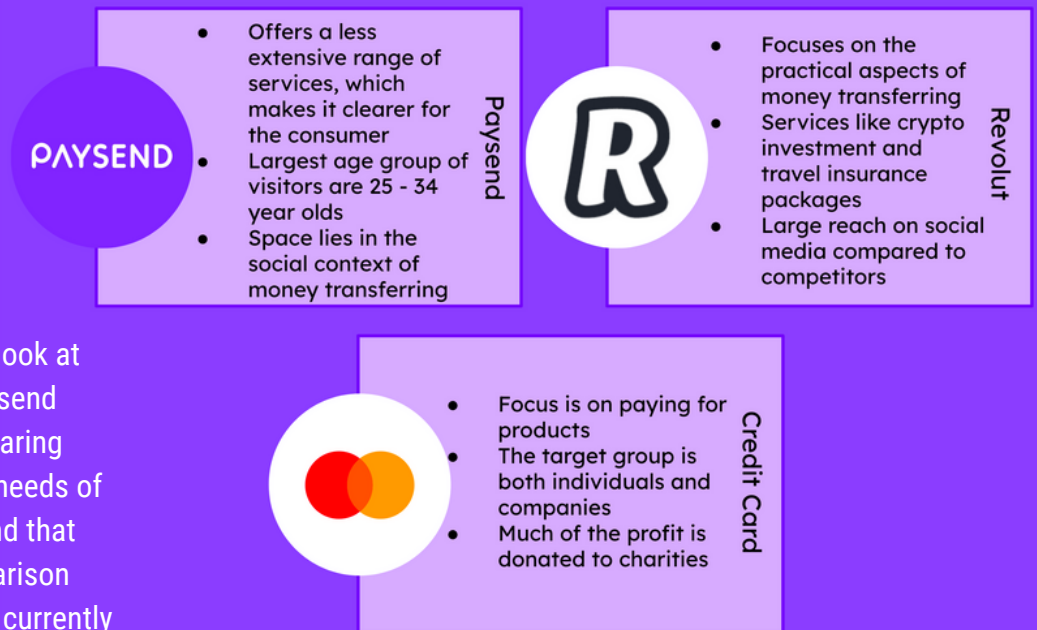 PAYSEND
• Offers a less
extensive range of
services, which
makes it clearer for
the consumer
• Largest age group of
visitors are 25 - 34
year olds
• Space lies in the
social context of
money transferring
Paysend
R
• Focuses on the
practical aspects of
money transferring
• Services like crypto
investment and
travel insurance
packages
• Large reach on social
media compared to
competitors
Revolut
look at
send
aring
needs of
d that
arison
currently
• Focus is on paying for
products
• The target group is
both individuals and
companies
• Much of the profit is
donated to charities
Credit Card